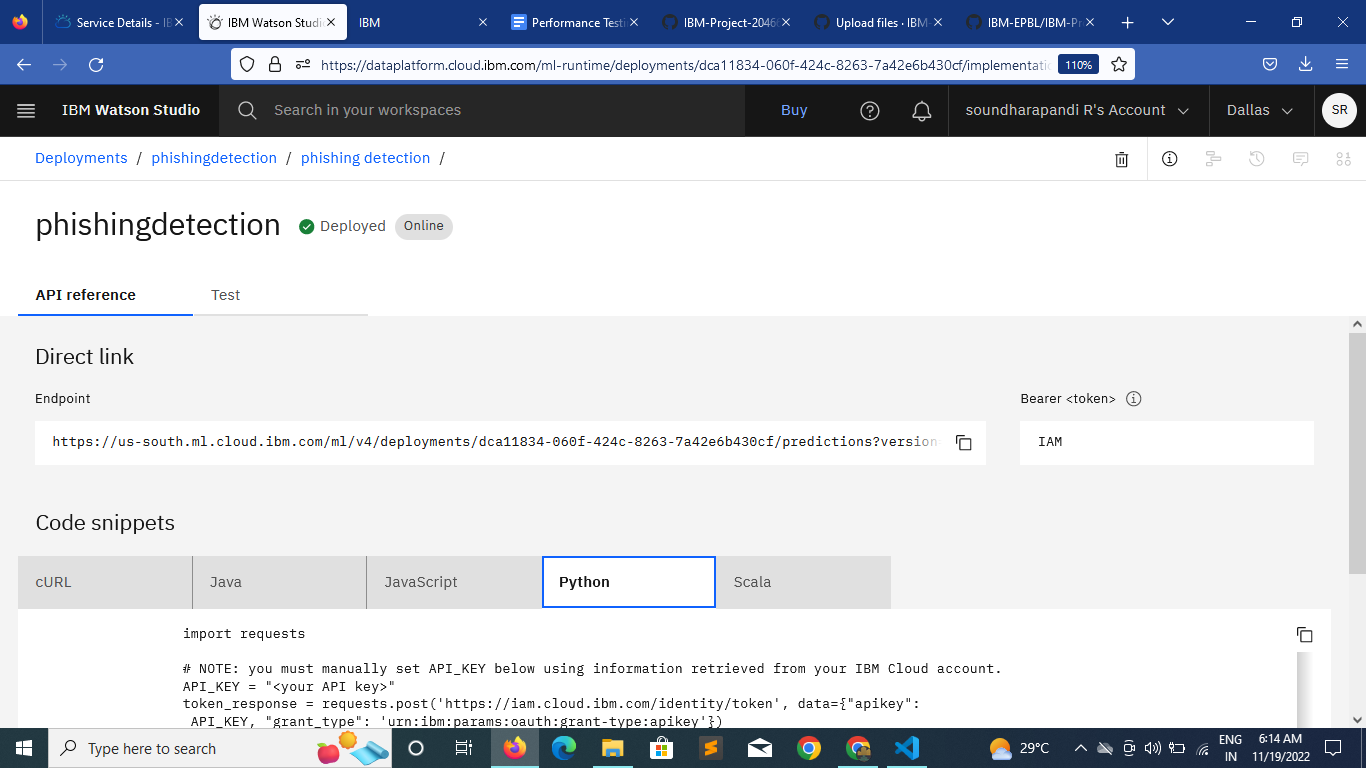 Service Details - IB
IBM Watson Studi
IBM
Performance Testi
IBM-Project-2046
Upload files · IBM-
IBM-EPBL/IBM-Pr
https://dataplatform.cloud.ibm.com/ml-runtime/deployments/dca11834-060f-424c-8263-7a42e6b430cf/implementati
110%
IBM Watson Studio
Search in your workspaces
Buy
soundharapandi R's Account
Dallas
SR
Deployments / phishingdetection / phishing detection /
phishingdetection
Deployed
Online
API reference
Test
Direct link
Endpoint
Bearer <token>
https://us-south.ml.cloud.ibm.com/ml/v4/deployments/dca11834-060f-424c-8263-7a42e6b430cf/predictions?version=
IAM
Code snippets
cURL
Java
JavaScript
Python
Scala
import requests
# NOTE: you must manually set API_KEY below using information retrieved from your IBM Cloud account.
API_KEY = "<your API key>"
token_response = requests.post('https://iam.cloud.ibm.com/identity/token', data={"apikey":
API_KEY, "grant_type": 'urn:ibm:params:oauth:grant-type:apikey'})
Type here to search
29°C
ENG
IN
6:14 AM
11/19/2022